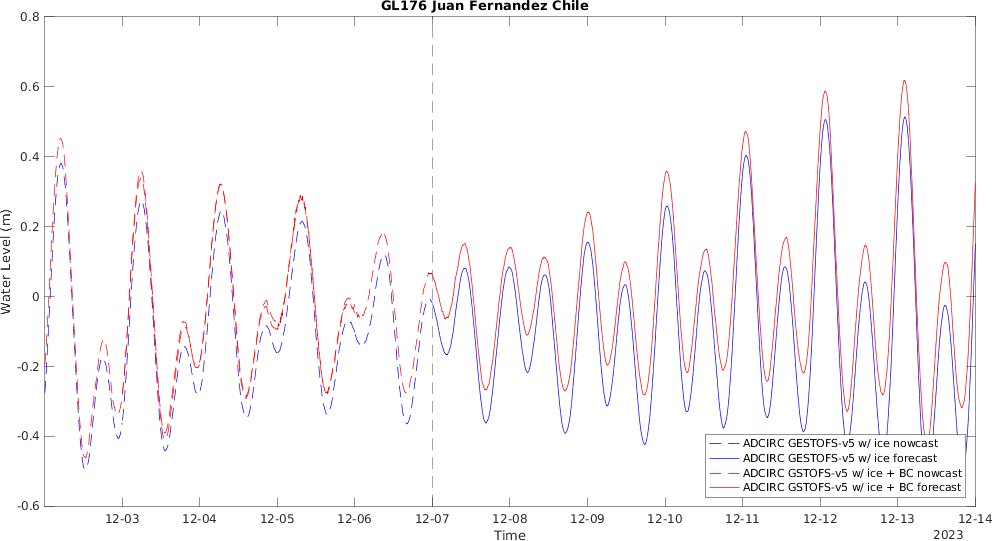 GL176 Juan Fernandez Chile
0.8
0.6
0.4
0.2
0
-0.2
-0.4
-0.6
Water Level (m)
ADCIRC GESTOFS-v5 w/ ice nowcast
ADCIRC GESTOFS-v5 w/ ice forecast
ADCIRC GSTOFS-v5 w/ ice + BC nowcast
ADCIRC GSTOFS-v5 w/ ice + BC forecast
12-03 12-04 12-05 12-06 12-07 12-08 12-09 12-10 12-11 12-12 12-13 12-14
Time
2023